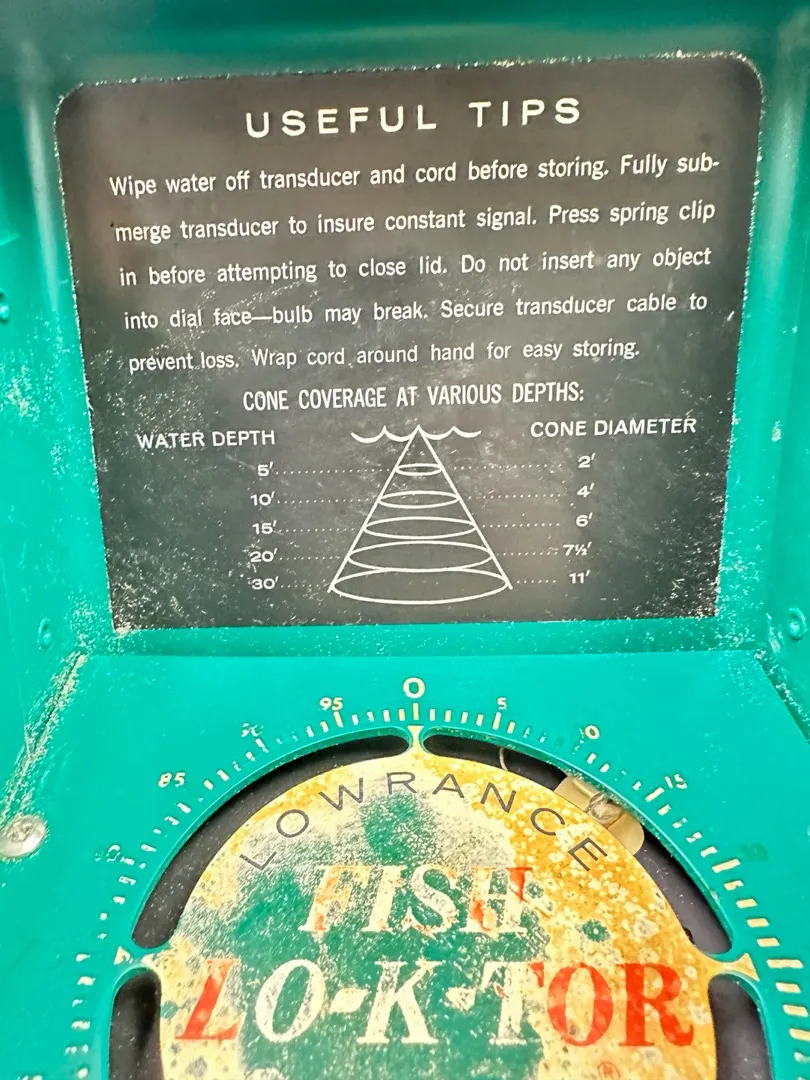 USEFUL TIPS
Wipe water off transducer and cord before storing. Fully sub-
merge transducer to insure constant signal. Press spring clip
in before attempting to close lid. Do not insert any object
into dial face—bulb may break. Secure transducer cable to
prevent loss. Wrap cord around hand for easy storing.
CONE COVERAGE AT VARIOUS DEPTHS:
WATER DEPTH CONE DIAMETER
5' 2'
10' 4'
15' 6'
20' 7½'
30' 11'
95 0 5
85 15
LOWRANCE
FISH
LO-K-TOR
®